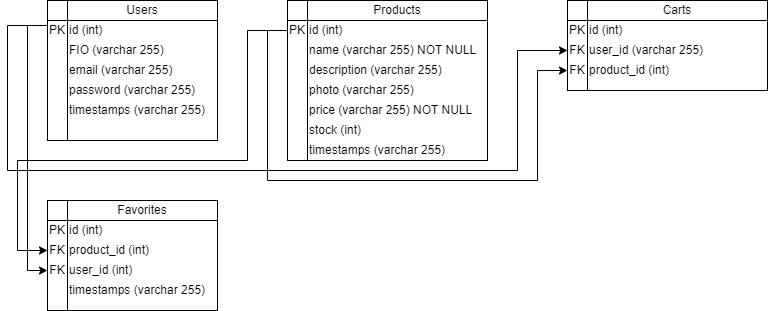 Users
PK id (int)
FIO (varchar 255)
email (varchar 255)
password (varchar 255)
timestamps (varchar 255)
Products
PK id (int)
name (varchar 255) NOT NULL
description (varchar 255)
photo (varchar 255)
price (varchar 255) NOT NULL
stock (int)
timestamps (varchar 255)
Carts
PK id (int)
FK user_id (varchar 255)
FK product_id (int)
Favorites
PK id (int)
FK product_id (int)
FK user_id (int)
timestamps (varchar 255)